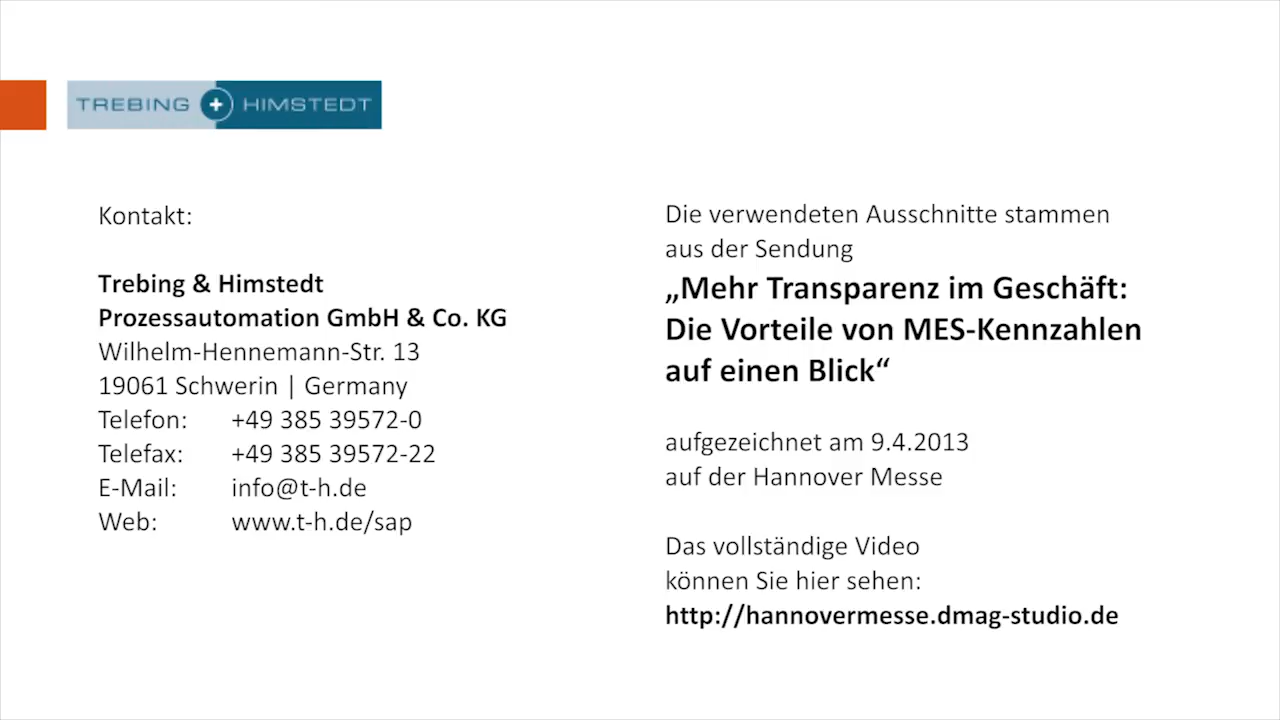 TREBING + HIMSTEDT
Kontakt:
Trebing & Himstedt
Prozessautomation GmbH & Co. KG
Wilhelm-Hennemann-Str. 13
19061 Schwerin | Germany
Telefon: +49 385 39572-0
Telefax: +49 385 39572-22
E-Mail: info@t-h.de
Web: www.t-h.de/sap
Die verwendeten Ausschnitte stammen
aus der Sendung
„Mehr Transparenz im Geschäft:
Die Vorteile von MES-Kennzahlen
auf einen Blick“
aufgezeichnet am 9.4.2013
auf der Hannover Messe
Das vollständige Video
können Sie hier sehen:
http://hannovermesse.dmag-studio.de